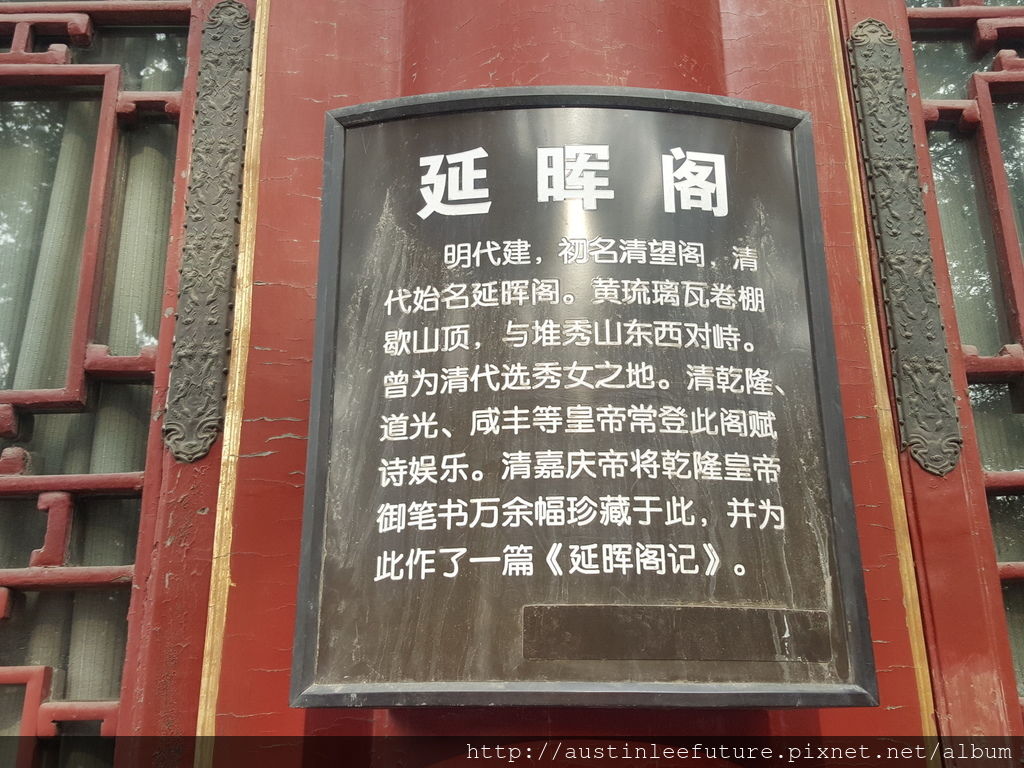 延晖阁
明代建，初名清望阁，清
代始名延晖阁。黄琉璃瓦卷棚
歇山顶，与堆秀山东西对峙。
曾为清代选秀女之地。清乾隆、
道光、咸丰等皇帝常登此阁赋
诗娱乐。清嘉庆帝将乾隆皇帝
御笔书万余幅珍藏于此，并为
此作了一篇《延晖阁记》。
http://austinleefuture.pixnet.net/album